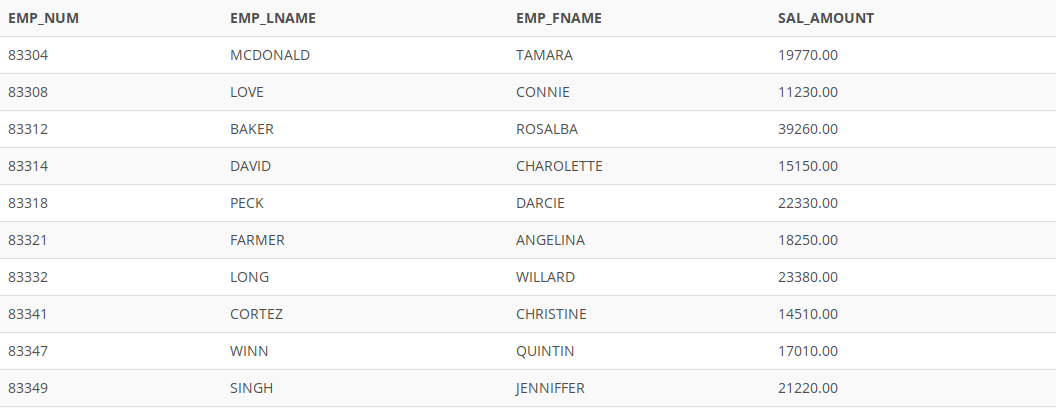 EMP_NUM EMP_LNAME EMP_FNAME SAL_AMOUNT
83304 MCDONALD TAMARA 19770.00
83308 LOVE CONNIE 11230.00
83312 BAKER ROSALBA 39260.00
83314 DAVID CHAROLETTE 15150.00
83318 PECK DARCIE 22330.00
83321 FARMER ANGELINA 18250.00
83332 LONG WILLARD 23380.00
83341 CORTEZ CHRISTINE 14510.00
83347 WINN QUINTIN 17010.00
83349 SINGH JENNIFFER 21220.00